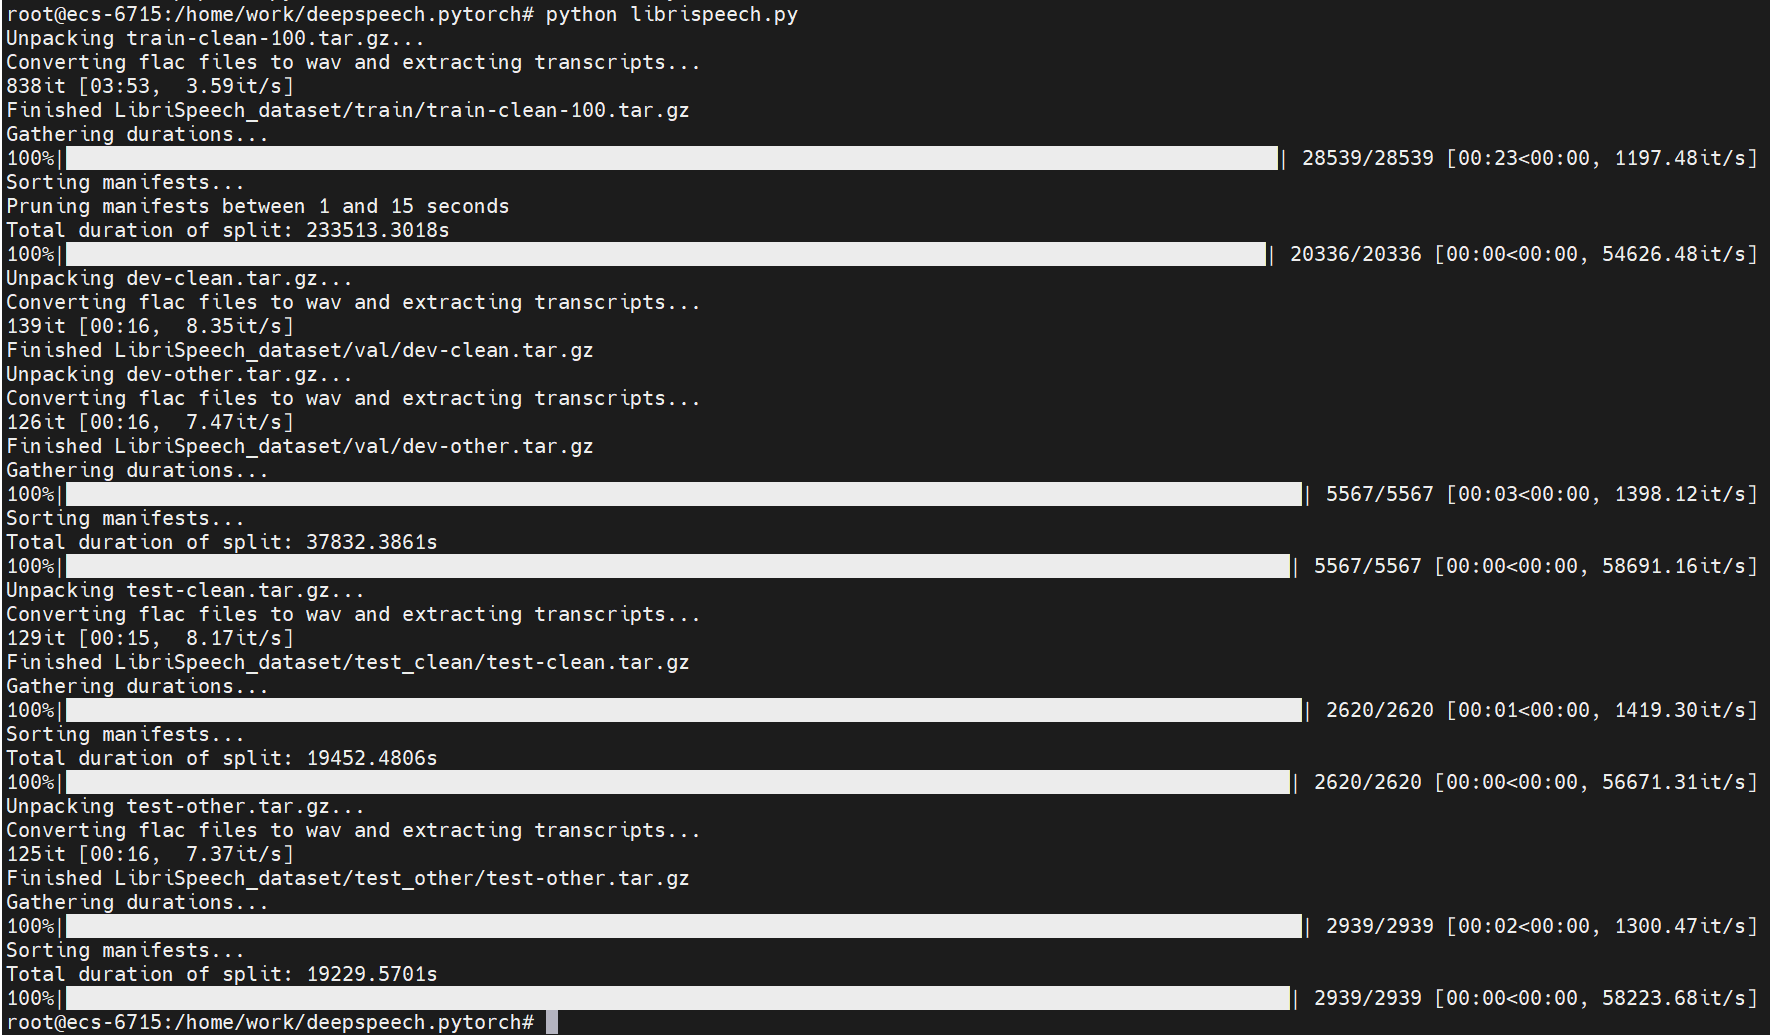 root@ecs-6715:/home/work/deepspeech.pytorch# python librispeech.py
Unpacking train-clean-100.tar.gz...
Converting flac files to wav and extracting transcripts...
838it [03:53,  3.59it/s]
Finished LibriSpeech_dataset/train/train-clean-100.tar.gz
Gathering durations...
100%|██████████| 28539/28539 [00:23<00:00, 1197.48it/s]
Sorting manifests...
Pruning manifests between 1 and 15 seconds
Total duration of split: 233513.3018s
100%|██████████| 20336/20336 [00:00<00:00, 54626.48it/s]
Unpacking dev-clean.tar.gz...
Converting flac files to wav and extracting transcripts...
139it [00:16,  8.35it/s]
Finished LibriSpeech_dataset/val/dev-clean.tar.gz
Unpacking dev-other.tar.gz...
Converting flac files to wav and extracting transcripts...
126it [00:16,  7.47it/s]
Finished LibriSpeech_dataset/val/dev-other.tar.gz
Gathering durations...
100%|██████████| 5567/5567 [00:03<00:00, 1398.12it/s]
Sorting manifests...
Total duration of split: 37832.3861s
100%|██████████| 5567/5567 [00:00<00:00, 58691.16it/s]
Unpacking test-clean.tar.gz...
Converting flac files to wav and extracting transcripts...
129it [00:15,  8.17it/s]
Finished LibriSpeech_dataset/test_clean/test-clean.tar.gz
Gathering durations...
100%|██████████| 2620/2620 [00:01<00:00, 1419.30it/s]
Sorting manifests...
Total duration of split: 19452.4806s
100%|██████████| 2620/2620 [00:00<00:00, 56671.31it/s]
Unpacking test-other.tar.gz...
Converting flac files to wav and extracting transcripts...
125it [00:16,  7.37it/s]
Finished LibriSpeech_dataset/test_other/test-other.tar.gz
Gathering durations...
100%|██████████| 2939/2939 [00:02<00:00, 1300.47it/s]
Sorting manifests...
Total duration of split: 19229.5701s
100%|██████████| 2939/2939 [00:00<00:00, 58223.68it/s]
root@ecs-6715:/home/work/deepspeech.pytorch#